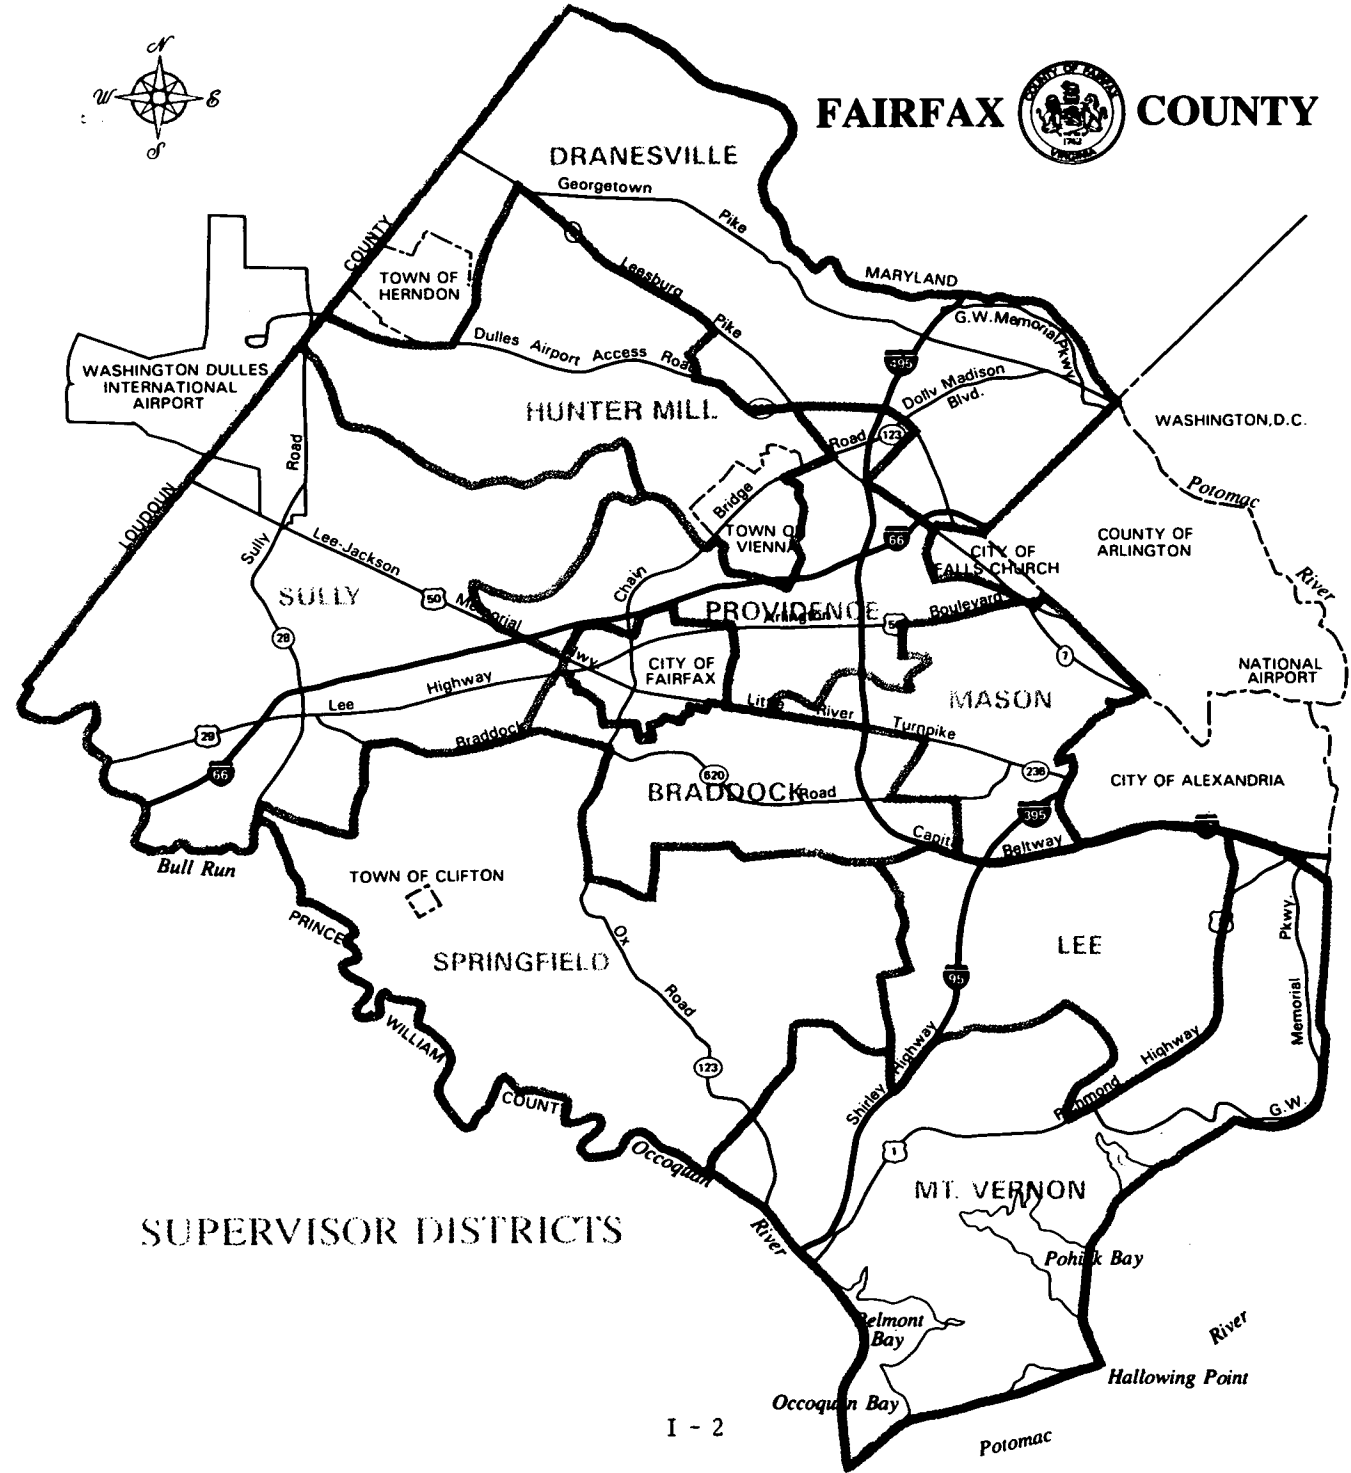 N
W E
S
FAIRFAX COUNTY
COUNTY OF FAIRFAX
1742
VIRGINIA
DRANESVILLE
Georgetown Pike
COUNTY
TOWN OF
HERNDON
Leesburg Pike
MARYLAND
G.W. Memorial Pkwy
Dulles Airport Access Road
495
Dolly Madison
Blvd.
WASHINGTON DULLES
INTERNATIONAL
AIRPORT
HUNTER MILL
WASHINGTON, D.C.
Road
123
Road
Bridge
Potomac
LOUDOUN
TOWN OF
VIENNA
66
CITY OF
FALLS CHURCH
COUNTY OF
ARLINGTON
Sully
Lee-Jackson
River
SULLY
50
Memorial
Chain
PROVIDENCE
Arlington
Boulevard
28
Hwy
CITY OF
FAIRFAX
7
NATIONAL
AIRPORT
Lee
Highway
MASON
29
Braddock
Little River Turnpike
66
620
236
BRADDOCK
Road
CITY OF ALEXANDRIA
395
Capital
Beltway
Bull Run
TOWN OF CLIFTON
PRINCE
Ox
Pkwy.
LEE
SPRINGFIELD
95
Road
Memorial
WILLIAM
Highway
Highway
123
Shirley
Richmond
COUNT
G.W.
1
Occoquan
MT. VERNON
SUPERVISOR DISTRICTS
River
Pohick Bay
Belmont
Bay
River
Hallowing Point
Occoquan Bay
I - 2
Potomac